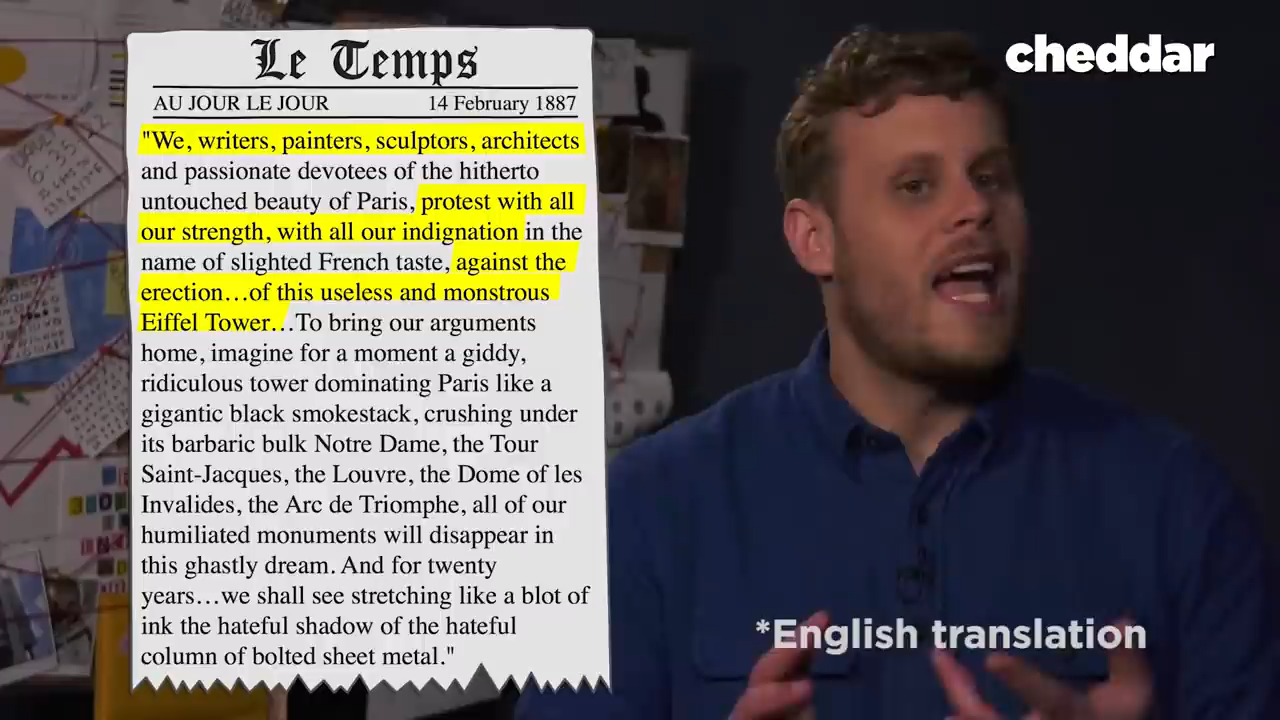 cheddar
Le Temps
AU JOUR LE JOUR 14 February 1887
"We, writers, painters, sculptors, architects
and passionate devotees of the hitherto
untouched beauty of Paris, protest with all
our strength, with all our indignation in the
name of slighted French taste, against the
erection…of this useless and monstrous
Eiffel Tower…To bring our arguments
home, imagine for a moment a giddy,
ridiculous tower dominating Paris like a
gigantic black smokestack, crushing under
its barbaric bulk Notre Dame, the Tour
Saint-Jacques, the Louvre, the Dome of les
Invalides, the Arc de Triomphe, all of our
humiliated monuments will disappear in
this ghastly dream. And for twenty
years…we shall see stretching like a blot of
ink the hateful shadow of the hateful
column of bolted sheet metal."
*English translation